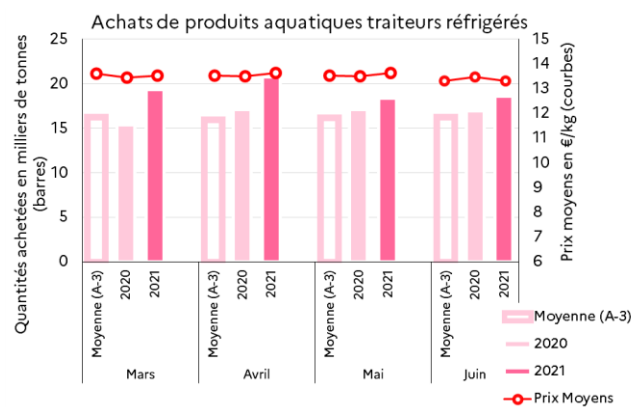 Achats de produits aquatiques traiteurs réfrigérés
Quantités achetées en milliers de tonnes
(barres)
25
20
15
10
5
0
Prix moyens en €/kg (courbes)
15
14
13
12
11
10
9
8
7
6
Moyenne (A-3)
2020
2021
Moyenne (A-3)
2020
2021
Moyenne (A-3)
2020
2021
Moyenne (A-3)
2020
2021
Mars
Avril
Mai
Juin
Moyenne (A-3)
2020
2021
Prix Moyens